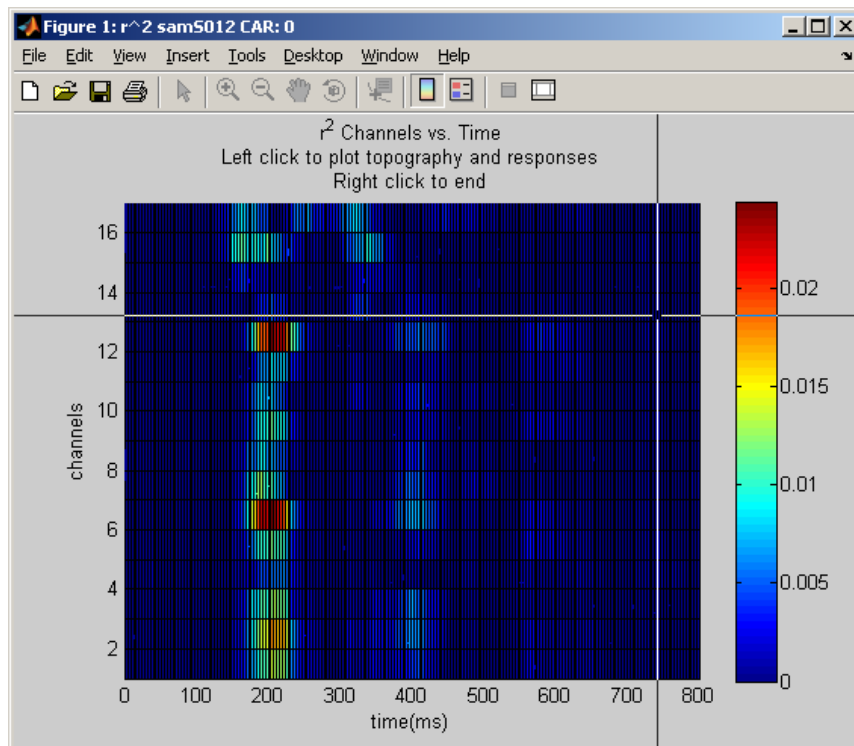 Figure 1: r^2 samS012 CAR: 0
File Edit View Insert Tools Desktop Window Help
r² Channels vs. Time
Left click to plot topography and responses
Right click to end
channels
16
14
12
10
8
6
4
2
0 100 200 300 400 500 600 700 800
time(ms)
0.02
0.015
0.01
0.005
0